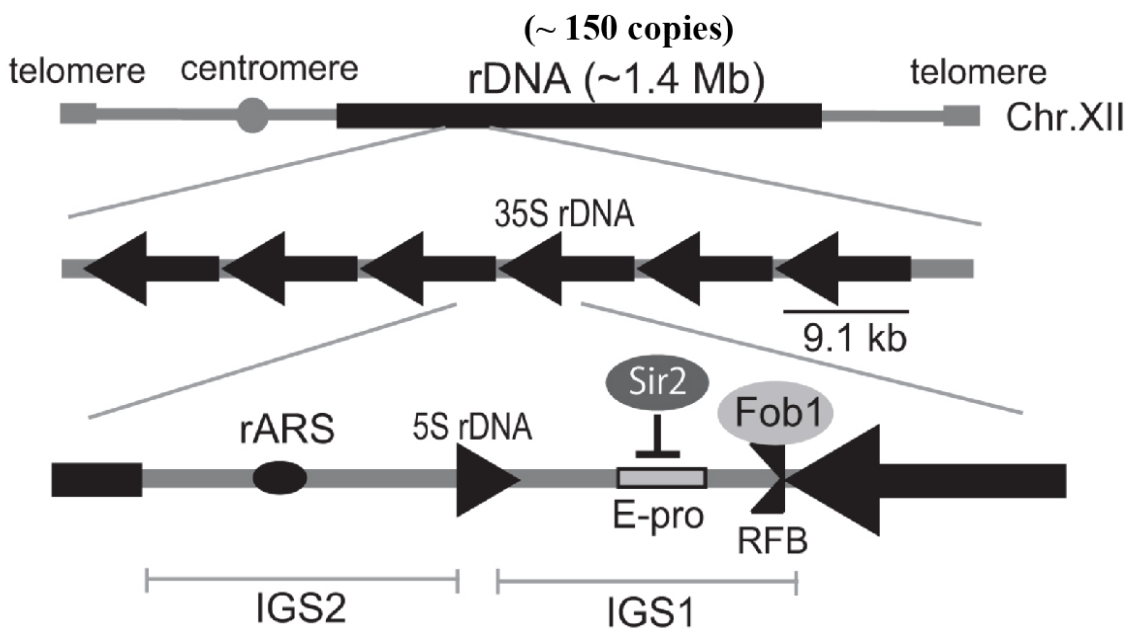 (~ 150 copies)
telomere centromere rDNA (~1.4 Mb) telomere
Chr.XII
35S rDNA
9.1 kb
Sir2
Fob1
rARS 5S rDNA
E-pro
RFB
IGS2 IGS1